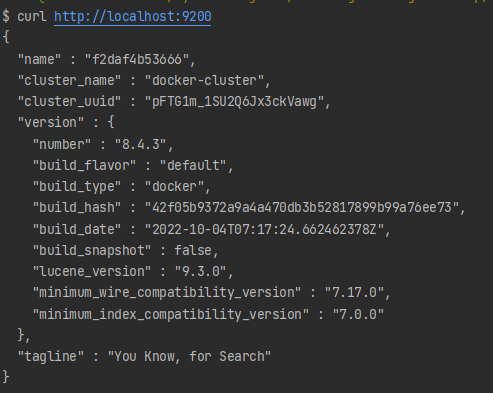 $ curl http://localhost:9200
{
  "name" : "f2daf4b53666",
  "cluster_name" : "docker-cluster",
  "cluster_uuid" : "pFTG1m_1SU2Q6Jx3ckVawg",
  "version" : {
    "number" : "8.4.3",
    "build_flavor" : "default",
    "build_type" : "docker",
    "build_hash" : "42f05b9372a9a4a470db3b52817899b99a76ee73",
    "build_date" : "2022-10-04T07:17:24.662462378Z",
    "build_snapshot" : false,
    "lucene_version" : "9.3.0",
    "minimum_wire_compatibility_version" : "7.17.0",
    "minimum_index_compatibility_version" : "7.0.0"
  },
  "tagline" : "You Know, for Search"
}